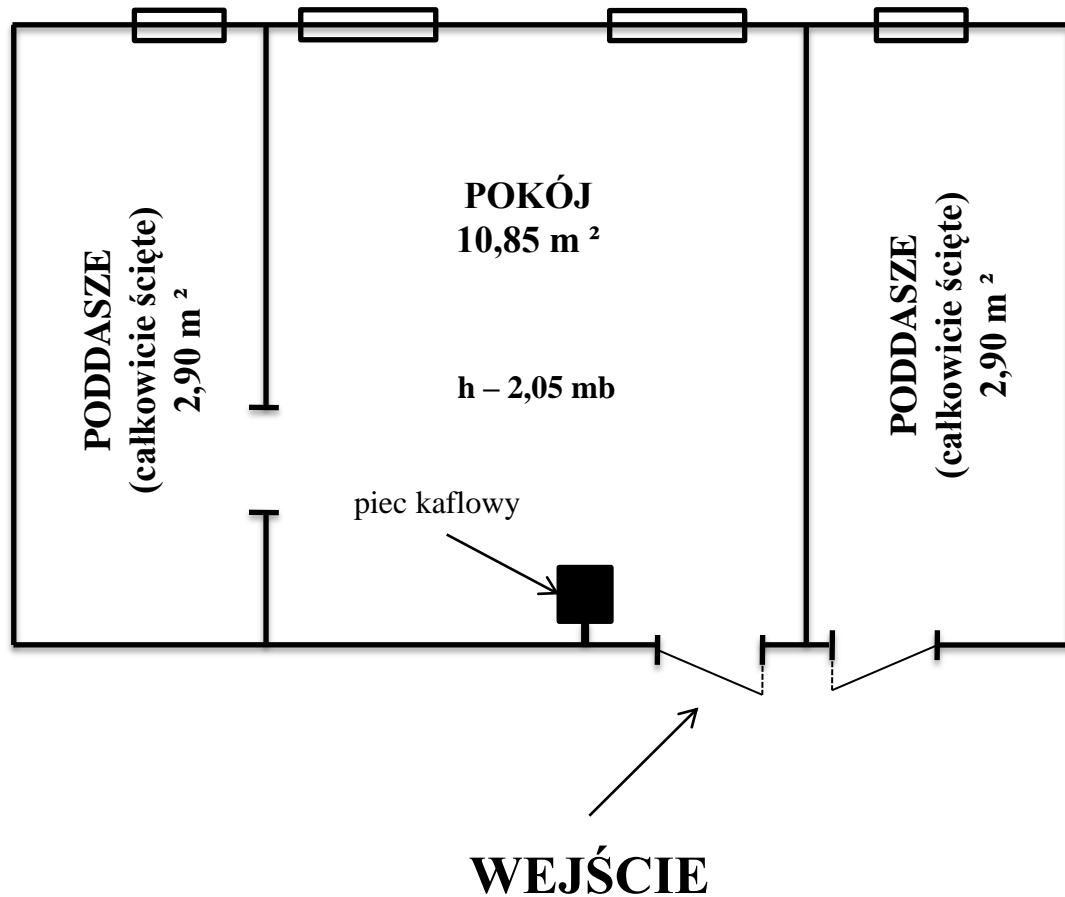 PODDASZE
(całkowicie ścięte)
2,90 m ²
POKÓJ
10,85 m ²
h – 2,05 mb
piec kaflowy
PODDASZE
(całkowicie ścięte)
2,90 m ²
WEJŚCIE